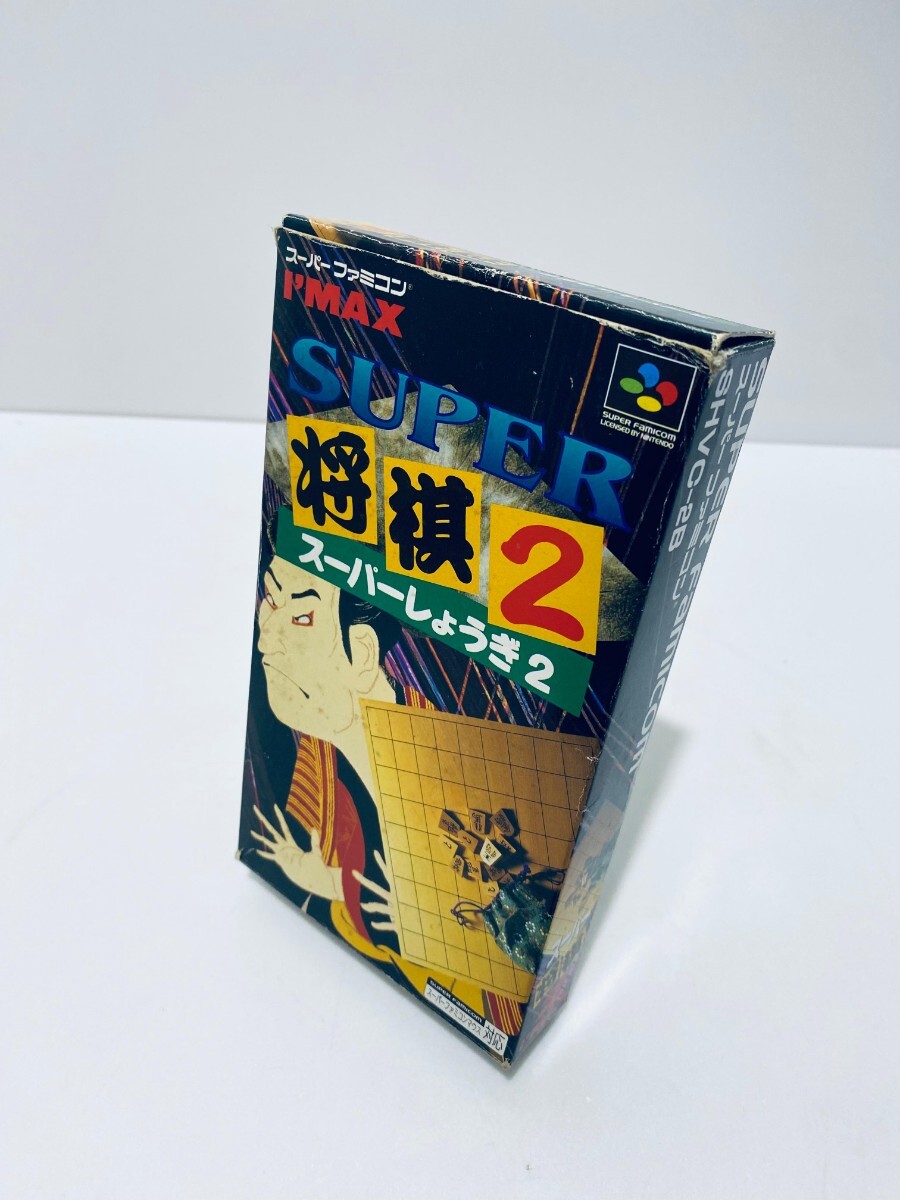 スーパーファミコン®
I'MAX
SUPER
将棋2
スーパーしょうぎ2
SUPER FAMICOM
LICENSED BY NINTENDO
SUPER FAMICOM
スーパーファミコンマウス対応
SUPER Famicom
スーパーファミコン
SHVC-2B